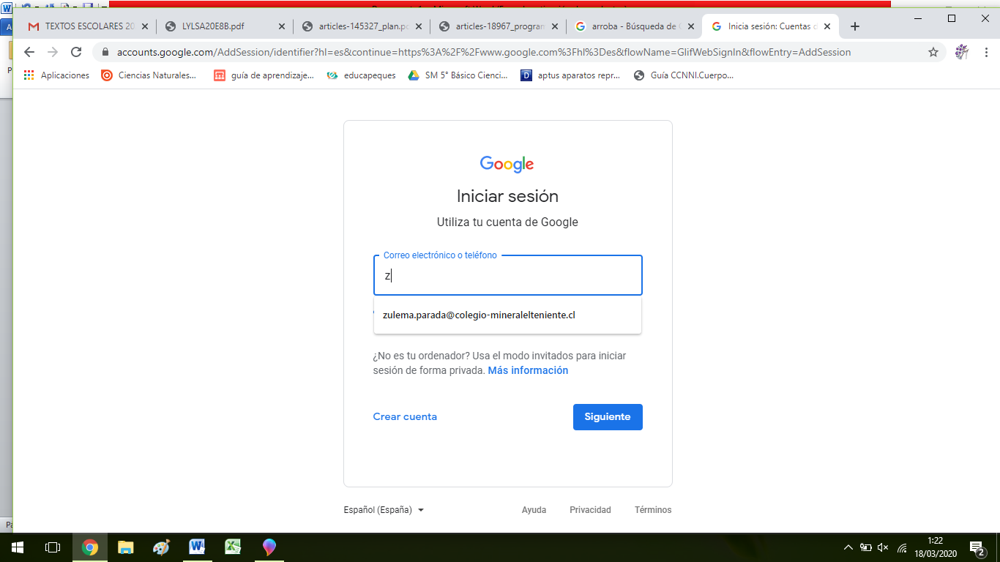 TEXTOS ESCOLARES 20
LYLSA20E8B.pdf
articles-145327_plan.pd
articles-18967_program
arroba - Búsqueda de G
Inicia sesión: Cuentas d
accounts.google.com/AddSession/identifier?hl=es&continue=https%3A%2F%2Fwww.google.com%3Fhl%3Des&flowName=GlifWebSignIn&flowEntry=AddSession
Aplicaciones
Ciencias Naturales...
guía de aprendizaje...
educapeques
SM 5° Básico Cienci...
aptus aparatos repr...
Guía CCNNI.Cuerpo...
Google
Iniciar sesión
Utiliza tu cuenta de Google
Correo electrónico o teléfono
z
zulema.parada@colegio-mineralelteniente.cl
¿No es tu ordenador? Usa el modo invitados para iniciar
sesión de forma privada. Más información
Crear cuenta
Siguiente
Español (España)
Ayuda
Privacidad
Términos
1:22
18/03/2020
2